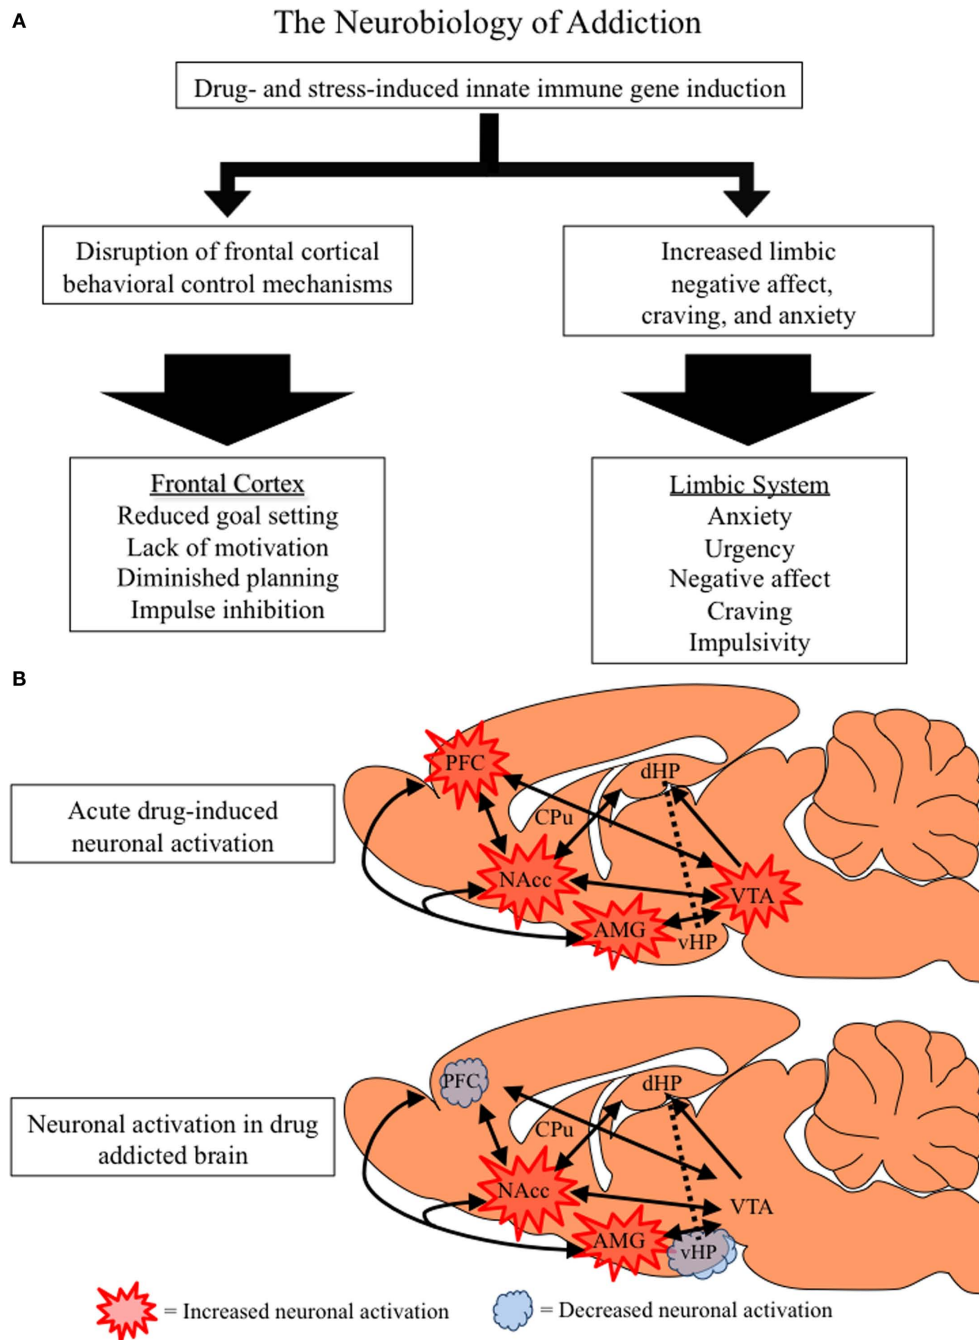 A
The Neurobiology of Addiction
Drug- and stress-induced innate immune gene induction
Disruption of frontal cortical
behavioral control mechanisms
Increased limbic
negative affect,
craving, and anxiety
Frontal Cortex
Reduced goal setting
Lack of motivation
Diminished planning
Impulse inhibition
Limbic System
Anxiety
Urgency
Negative affect
Craving
Impulsivity
B
Acute drug-induced
neuronal activation
PFC
dHP
CPu
NAcc
VTA
AMG
vHP
Neuronal activation in drug
addicted brain
PFC
dHP
CPu
NAcc
VTA
AMG
vHP
= Increased neuronal activation
= Decreased neuronal activation